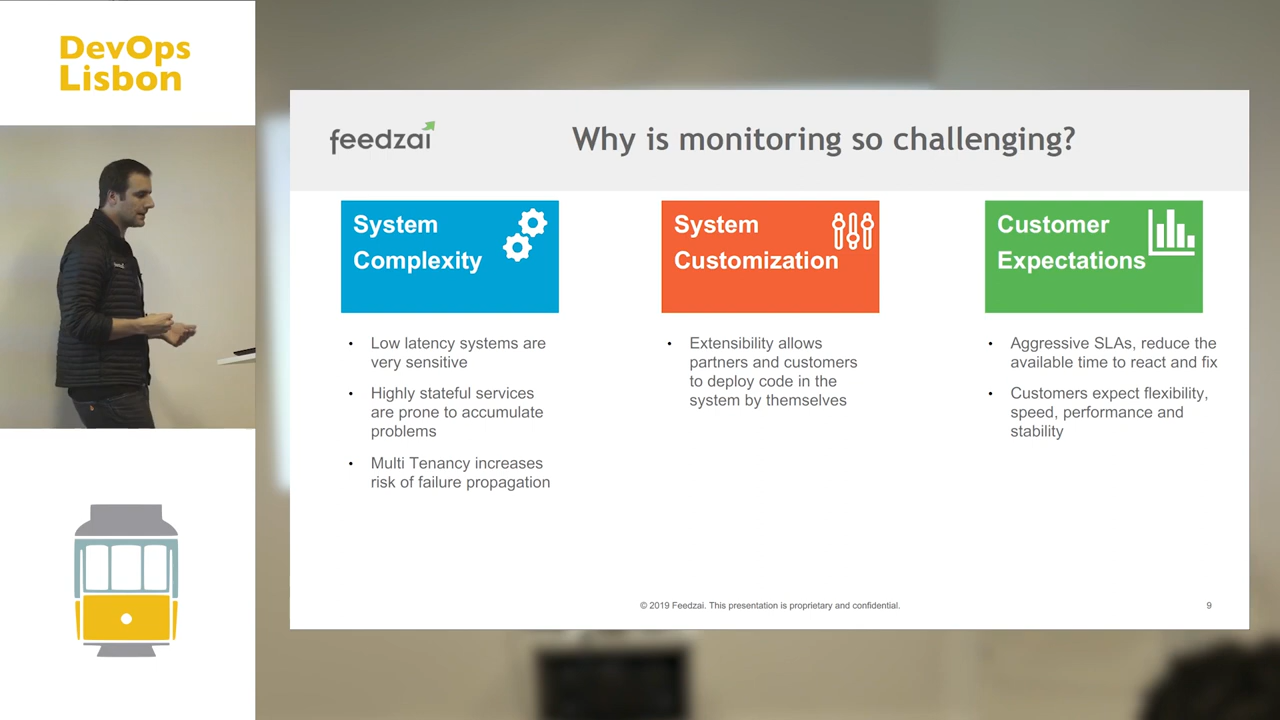 DevOps
Lisbon
feedzai
Why is monitoring so challenging?
System
Complexity
• Low latency systems are
very sensitive
• Highly stateful services
are prone to accumulate
problems
• Multi Tenancy increases
risk of failure propagation
System
Customization
• Extensibility allows
partners and customers
to deploy code in the
system by themselves
Customer
Expectations
• Aggressive SLAs, reduce the
available time to react and fix
• Customers expect flexibility,
speed, performance and
stability
© 2019 Feedzai. This presentation is proprietary and confidential.
9